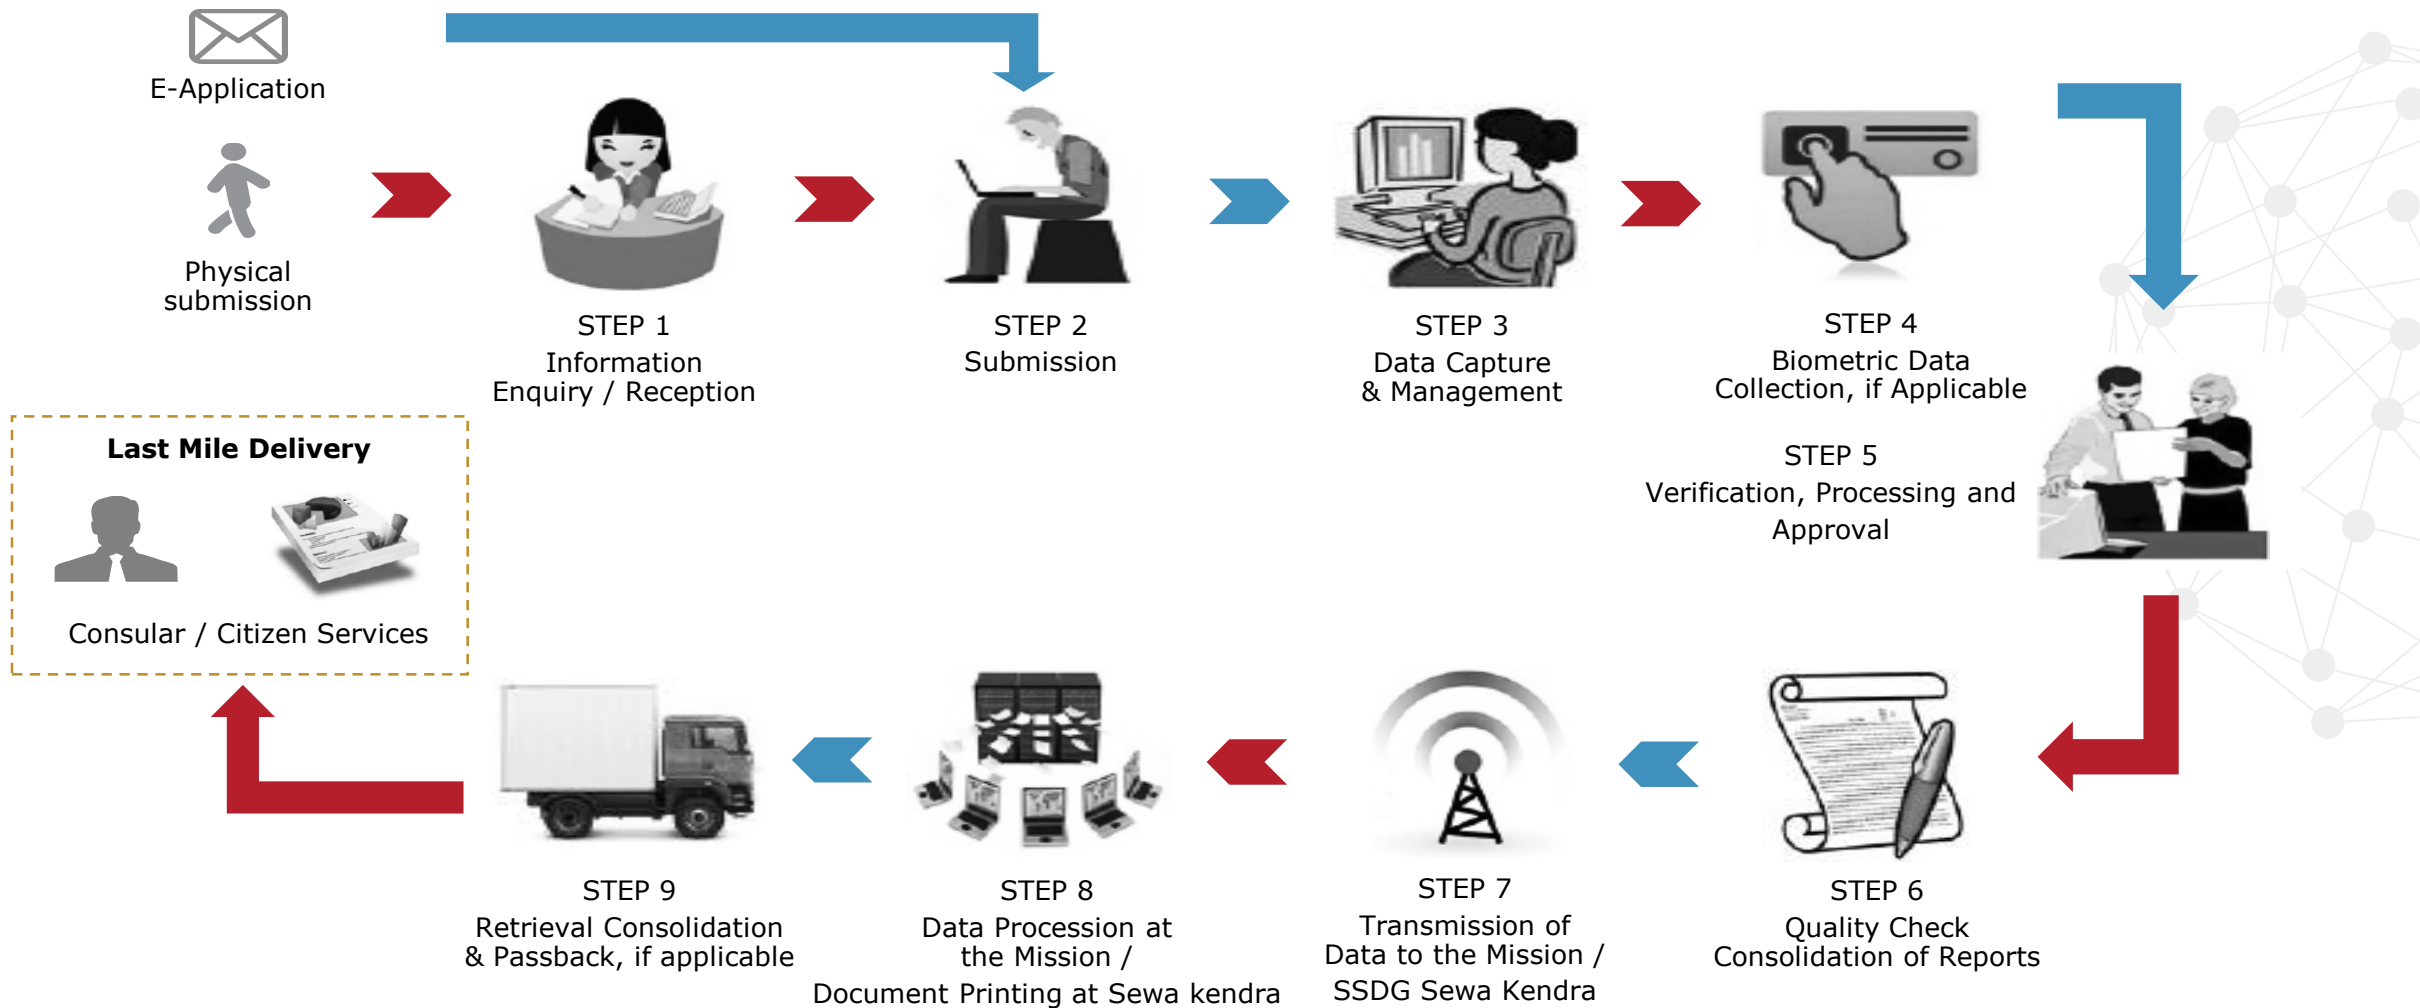 E-Application
Physical
submission
STEP 1
Information
Enquiry / Reception
STEP 2
Submission
STEP 3
Data Capture
& Management
STEP 4
Biometric Data
Collection, if Applicable
STEP 5
Verification, Processing and
Approval
STEP 6
Quality Check
Consolidation of Reports
STEP 7
Transmission of
Data to the Mission /
SSDG Sewa Kendra
STEP 8
Data Procession at
the Mission /
Document Printing at Sewa kendra
STEP 9
Retrieval Consolidation
& Passback, if applicable
Last Mile Delivery
Consular / Citizen Services